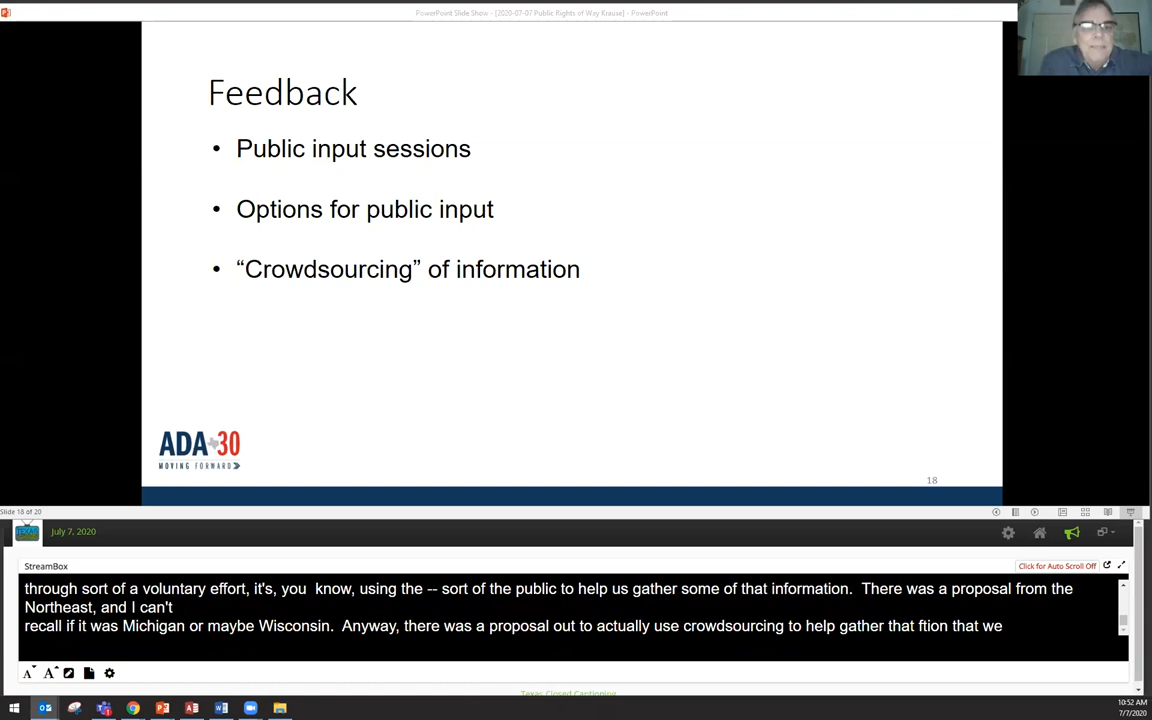 PowerPoint Slide Show - [2020-07-07 Public Rights of Way Krause] - PowerPoint
Feedback
• Public input sessions
• Options for public input
• “Crowdsourcing” of information
ADA 30
MOVING FORWARD
18
Slide 18 of 20
July 7, 2020
StreamBox
Click for Auto Scroll Off
through sort of a voluntary effort, it's, you  know, using the -- sort of the public to help us gather some of that information.  There was a proposal from the
Northeast, and I can't
recall if it was Michigan or maybe Wisconsin.  Anyway, there was a proposal out to actually use crowdsourcing to help gather that ftion that we
A A
Texas Closed Captioning
10:52 AM
7/7/2020